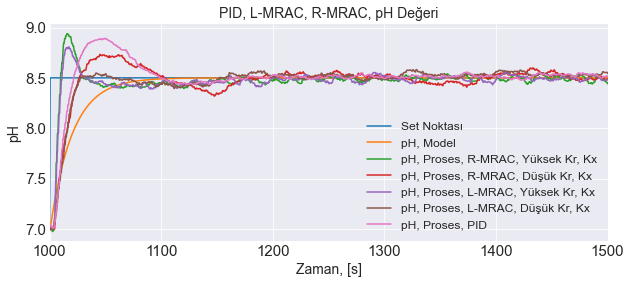 PID, L-MRAC, R-MRAC, pH Değeri
9.0
8.5
8.0
7.5
7.0
pH
Set Noktası
pH, Model
pH, Proses, R-MRAC, Yüksek Kr, Kx
pH, Proses, R-MRAC, Düşük Kr, Kx
pH, Proses, L-MRAC, Yüksek Kr, Kx
pH, Proses, L-MRAC, Düşük Kr, Kx
pH, Proses, PID
1000 1100 1200 1300 1400 1500
Zaman, [s]